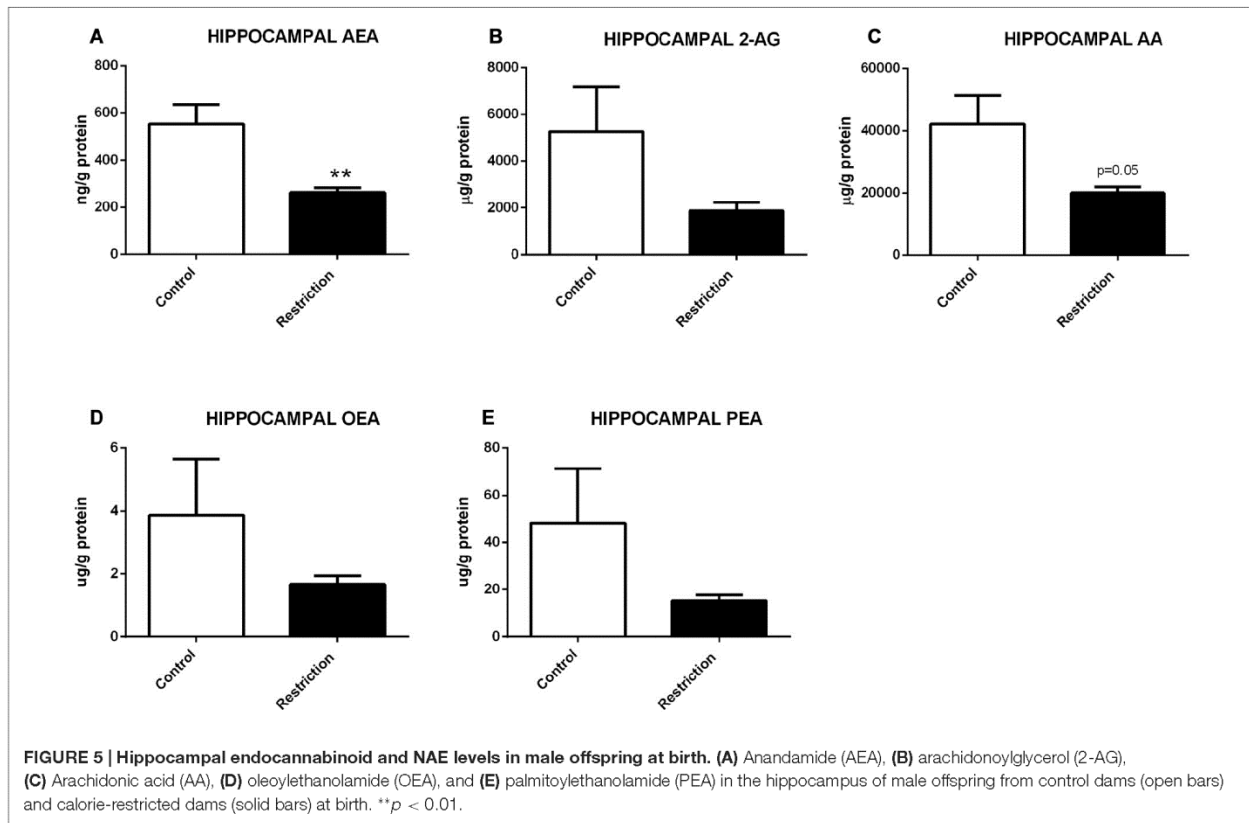 A HIPPOCAMPAL AEA
800
600
400
200
0
ng/g protein
**
Control
Restriction
B HIPPOCAMPAL 2-AG
8000
6000
4000
2000
0
µg/g protein
Control
Restriction
C HIPPOCAMPAL AA
60000
40000
20000
0
µg/g protein
p=0.05
Control
Restriction
D HIPPOCAMPAL OEA
6
4
2
0
ug/g protein
Control
Restriction
E HIPPOCAMPAL PEA
80
60
40
20
0
ug/g protein
Control
Restriction
FIGURE 5 | Hippocampal endocannabinoid and NAE levels in male offspring at birth. (A) Anandamide (AEA), (B) arachidonoylglycerol (2-AG),
(C) Arachidonic acid (AA), (D) oleoylethanolamide (OEA), and (E) palmitoylethanolamide (PEA) in the hippocampus of male offspring from control dams (open bars)
and calorie-restricted dams (solid bars) at birth. **p < 0.01.